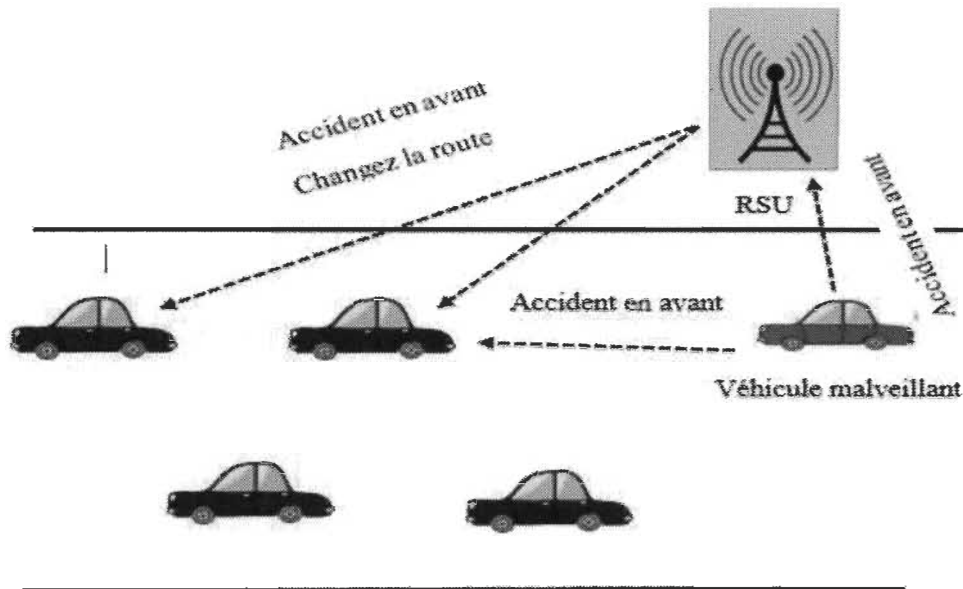 Accident en avant
Changez la route
RSU
Accident en avant
Accident en avant
Véhicule malveillant